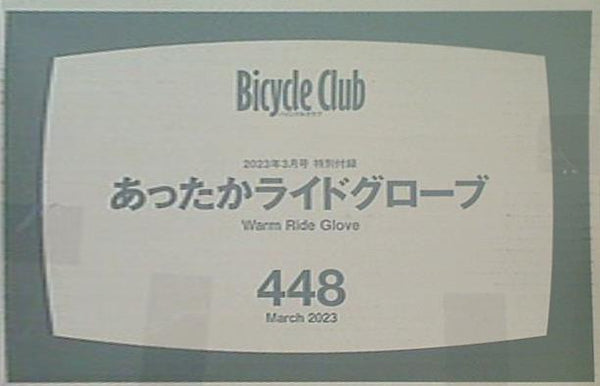 Bicycle Club
バイシクルクラブ
2023年3月号 特別付録
あったかライドグローブ
Warm Ride Glove
448
March 2023